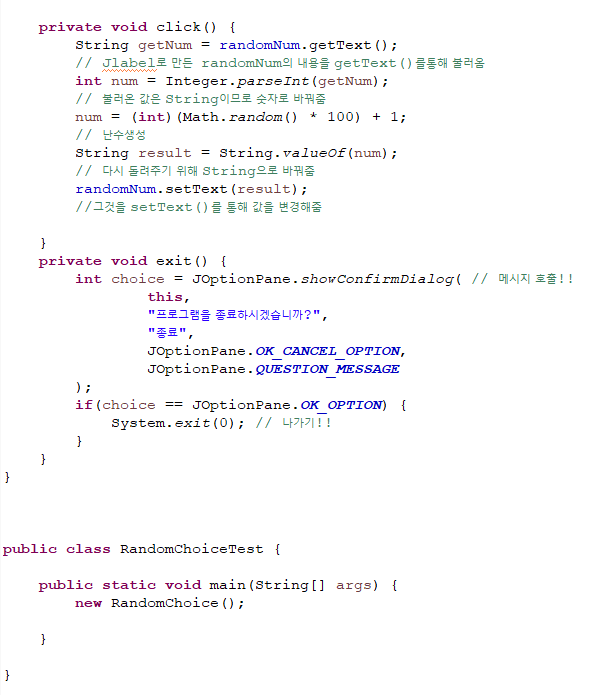 private void click() {
String getNum = randomNum.getText();
// Jlabel로 만든 randomNum의 내용을 getText()를통해 불러옴
int num = Integer.parseInt(getNum);
// 불러온 값은 String이므로 숫자로 바꿔줌
num = (int)(Math.random() * 100) + 1;
// 난수생성
String result = String.valueOf(num);
// 다시 돌려주기 위해 String으로 바꿔줌
randomNum.setText(result);
//그것을 setText()를 통해 값을 변경해줌
}
private void exit() {
int choice = JOptionPane.showConfirmDialog( // 메시지 호출!!
this,
"프로그램을 종료하시겠습니까?",
"종료",
JOptionPane.OK_CANCEL_OPTION,
JOptionPane.QUESTION_MESSAGE
);
if(choice == JOptionPane.OK_OPTION) {
System.exit(0); // 나가기!!
}
}
}
public class RandomChoiceTest {
public static void main(String[] args) {
new RandomChoice();
}
}